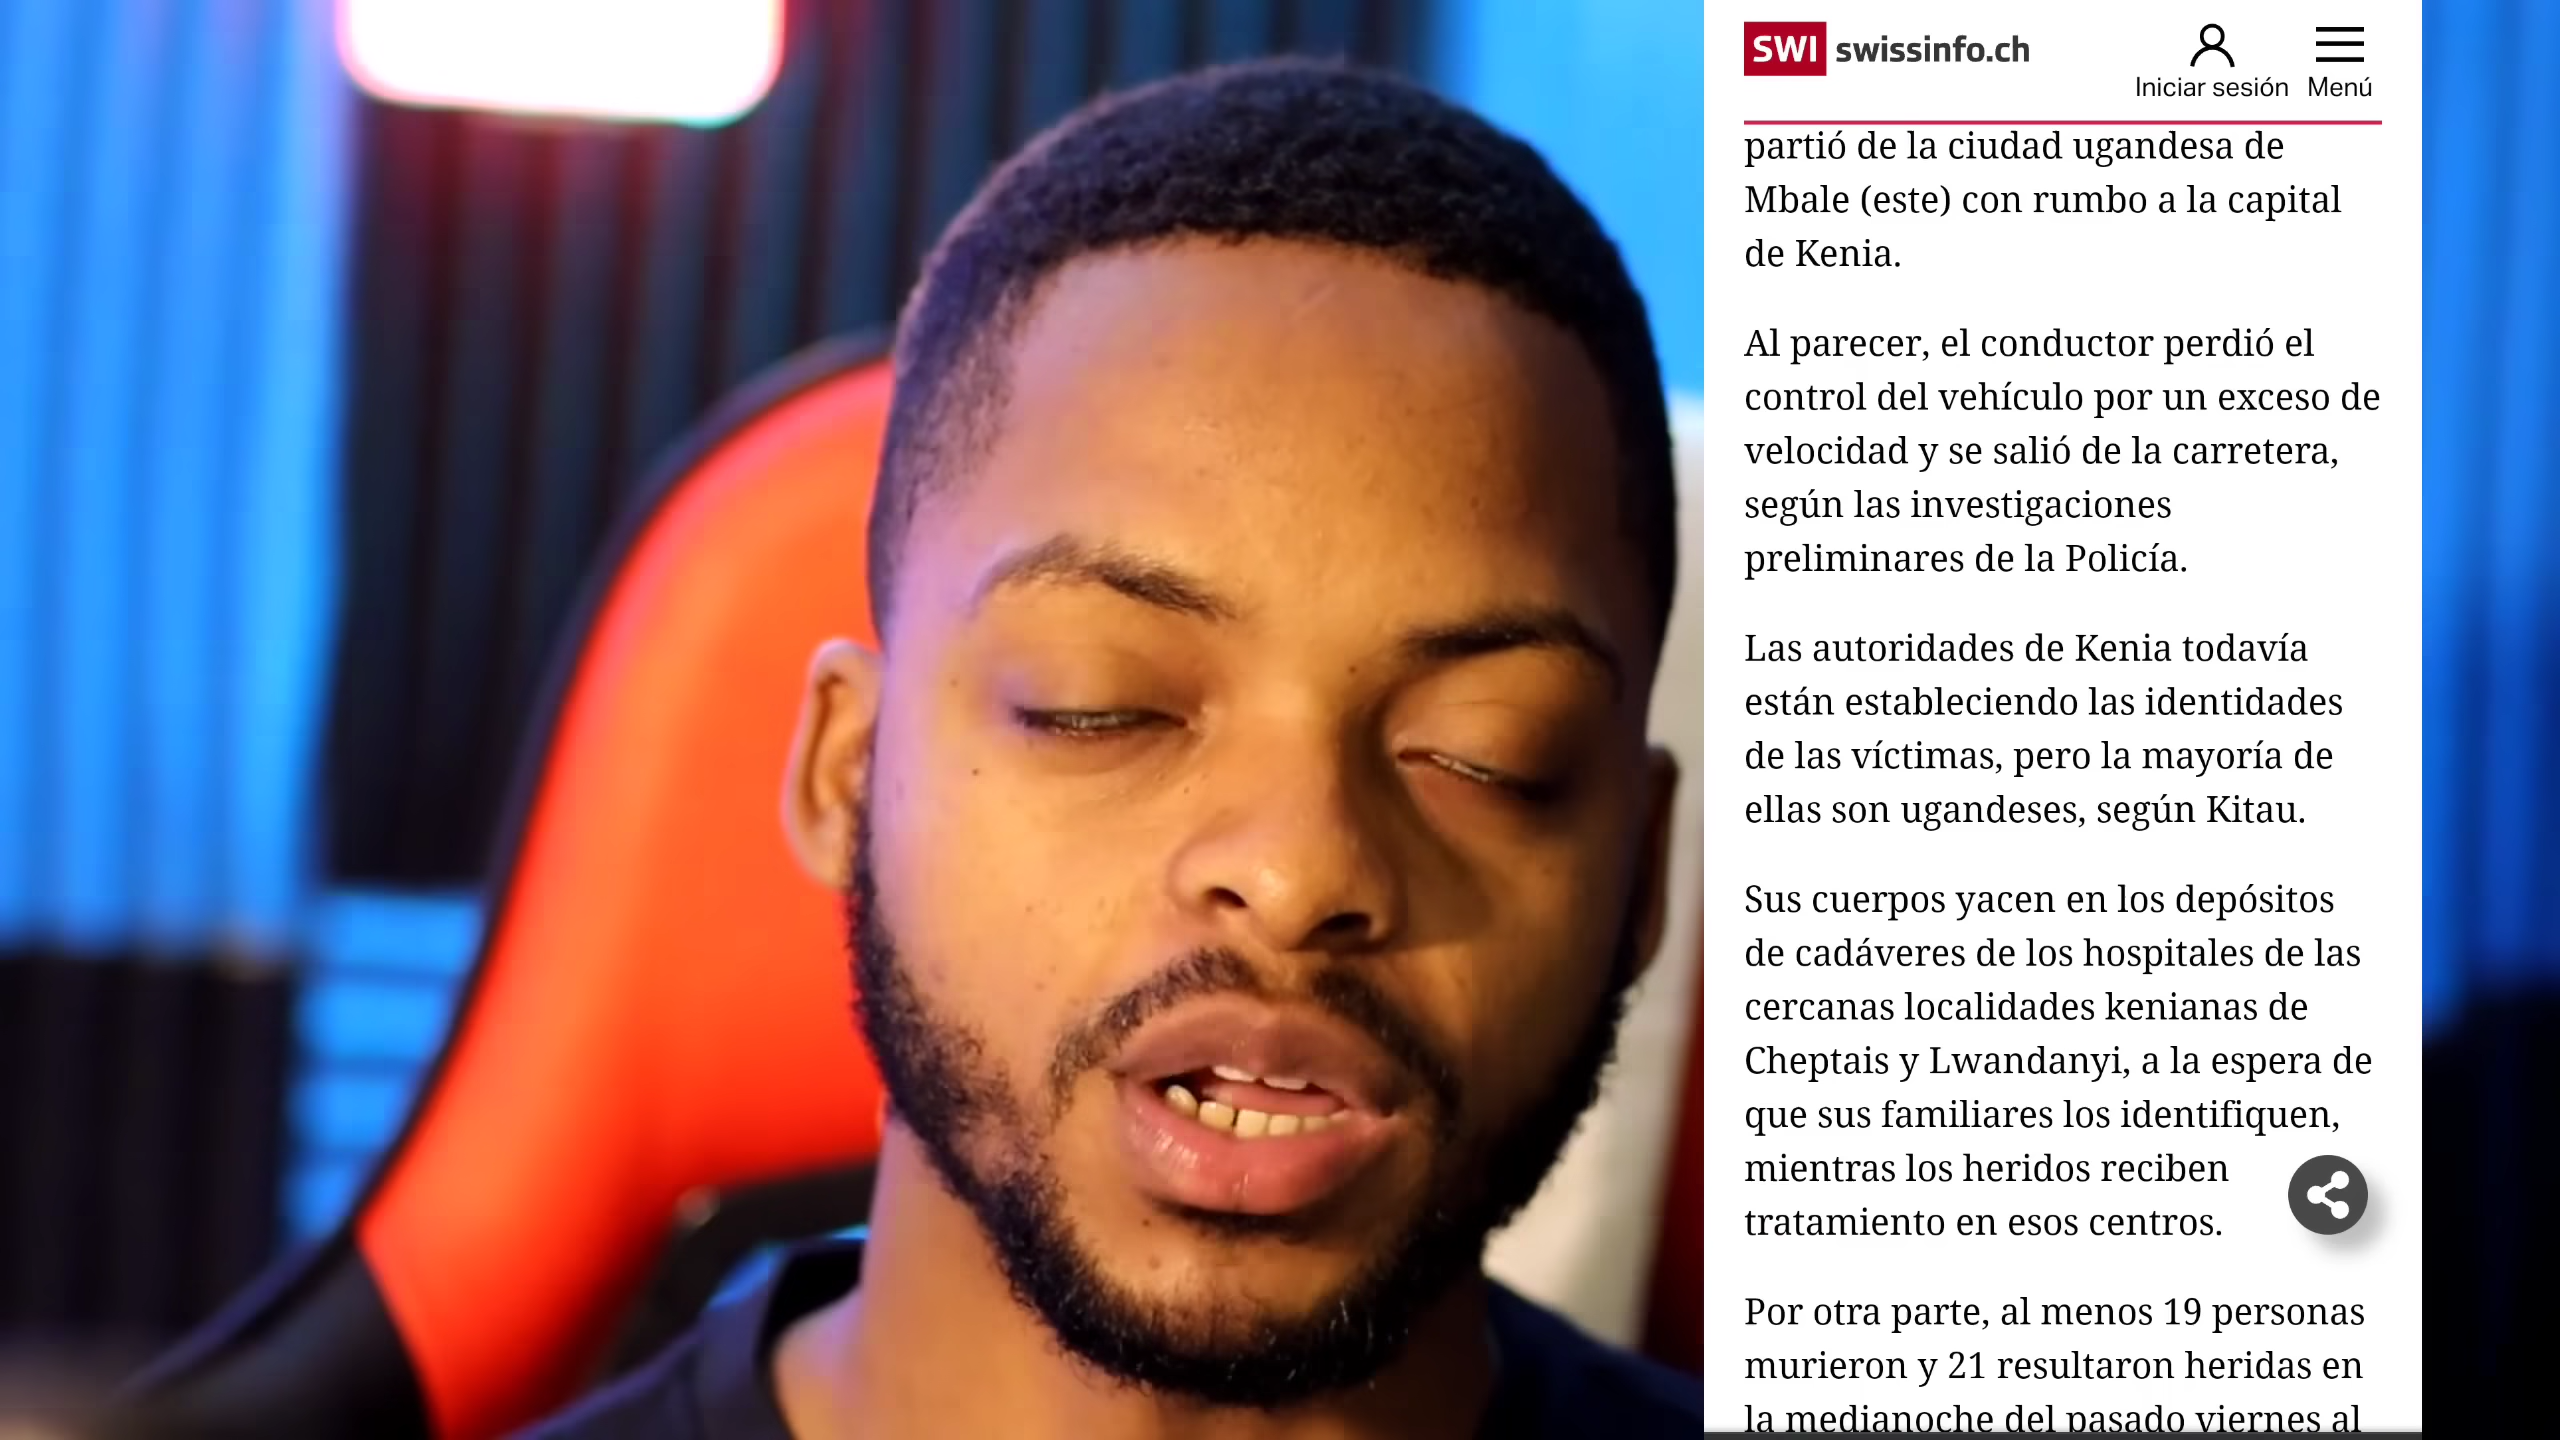 SWI swissinfo.ch
Iniciar sesión Menú
partió de la ciudad ugandesa de
Mbale (este) con rumbo a la capital
de Kenia.
Al parecer, el conductor perdió el
control del vehículo por un exceso de
velocidad y se salió de la carretera,
según las investigaciones
preliminares de la Policía.
Las autoridades de Kenia todavía
están estableciendo las identidades
de las víctimas, pero la mayoría de
ellas son ugandeses, según Kitau.
Sus cuerpos yacen en los depósitos
de cadáveres de los hospitales de las
cercanas localidades kenianas de
Cheptais y Lwandanyi, a la espera de
que sus familiares los identifiquen,
mientras los heridos reciben
tratamiento en esos centros.
Por otra parte, al menos 19 personas
murieron y 21 resultaron heridas en
la medianoche del pasado viernes al